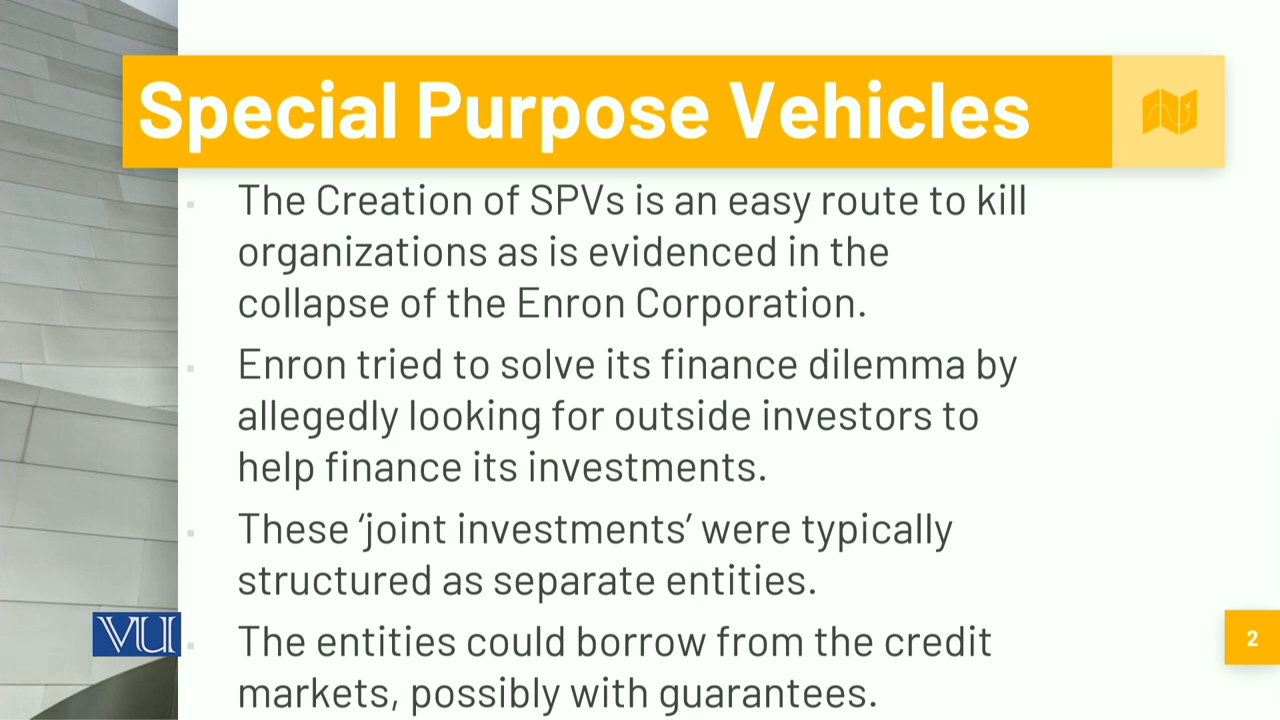 Special Purpose Vehicles
The Creation of SPVs is an easy route to kill
organizations as is evidenced in the
collapse of the Enron Corporation.
Enron tried to solve its finance dilemma by
allegedly looking for outside investors to
help finance its investments.
These ‘joint investments’ were typically
structured as separate entities.
The entities could borrow from the credit
markets, possibly with guarantees.
VU
2